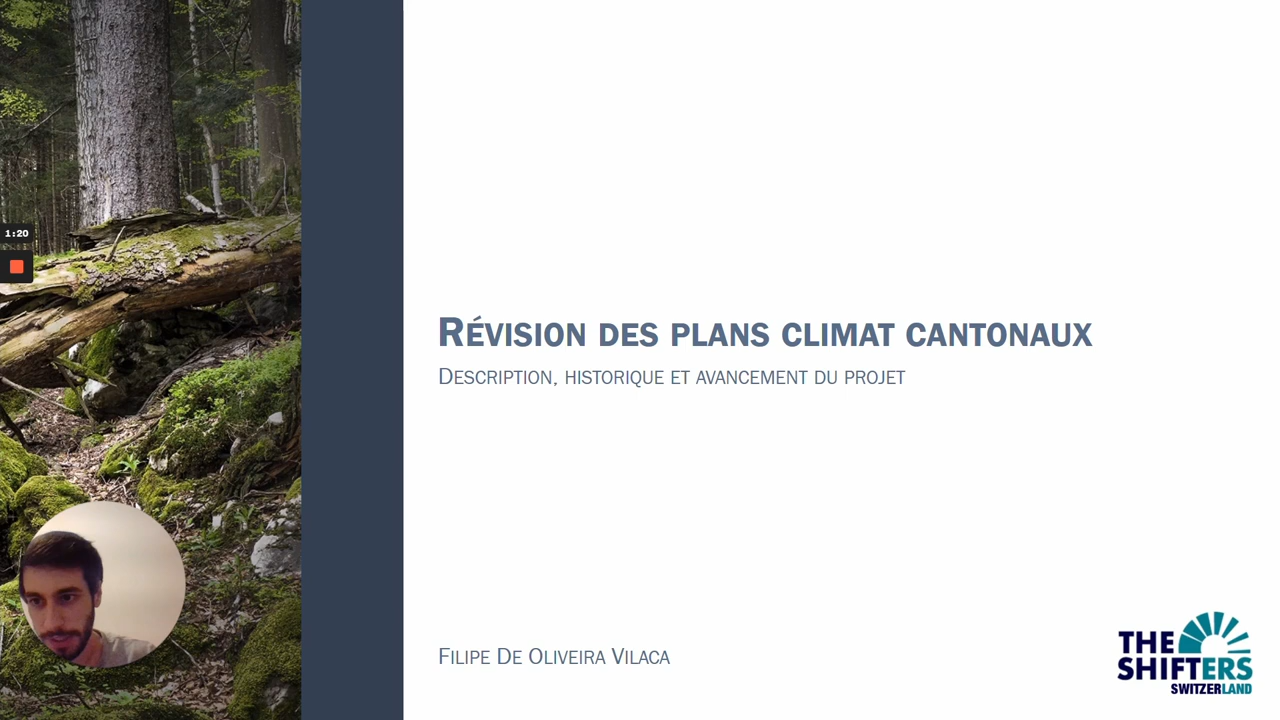 1:20
Révision des plans climat cantonaux
Description, historique et avancement du projet
Filipe De Oliveira Vilaca
THE
SHIFTERS
SWITZERLAND